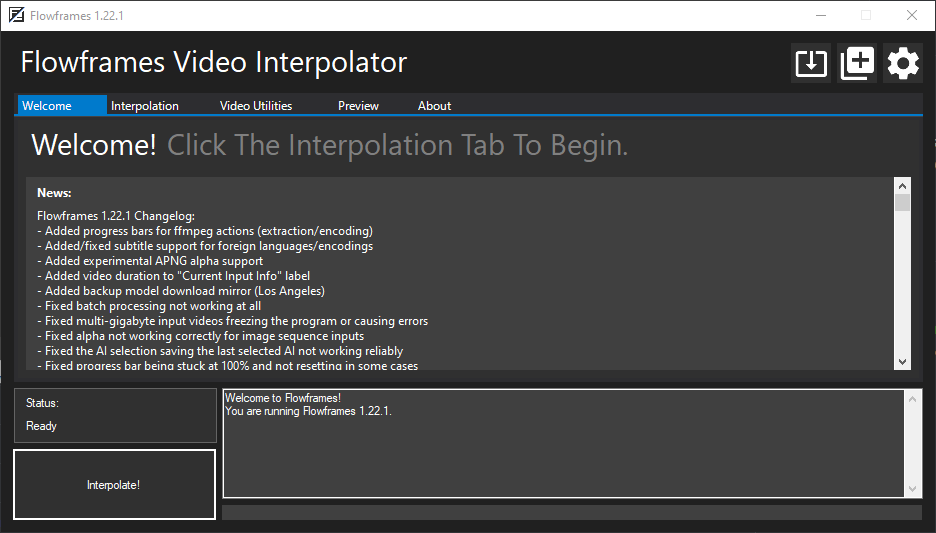 Flowframes 1.22.1
Flowframes Video Interpolator
Welcome Interpolation Video Utilities Preview About
Welcome! Click The Interpolation Tab To Begin.
News:
Flowframes 1.22.1 Changelog:
- Added progress bars for ffmpeg actions (extraction/encoding)
- Added/fixed subtitle support for foreign languages/encodings
- Added experimental APNG alpha support
- Added video duration to "Current Input Info" label
- Added backup model download mirror (Los Angeles)
- Fixed batch processing not working at all
- Fixed multi-gigabyte input videos freezing the program or causing errors
- Fixed alpha not working correctly for image sequence inputs
- Fixed the AI selection saving the last selected AI not working reliably
- Fixed progress bar being stuck at 100% and not resetting in some cases
Status:
Ready
Interpolate!
Welcome to Flowframes!
You are running Flowframes 1.22.1.